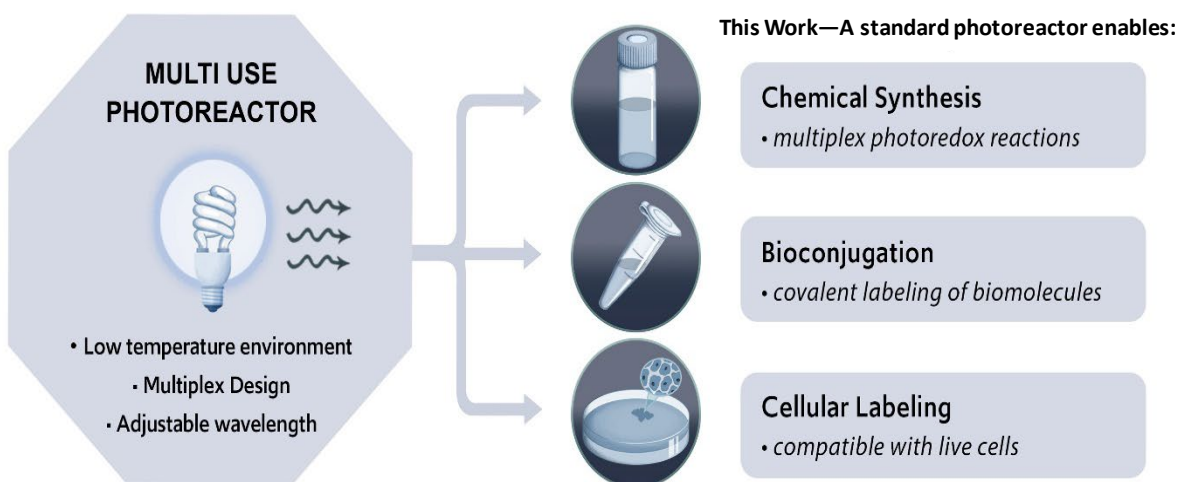 MULTI USE
PHOTOREACTOR
• Low temperature environment
▪ Multiplex Design
▪ Adjustable wavelength
This Work—A standard photoreactor enables:
Chemical Synthesis
• multiplex photoredox reactions
Bioconjugation
• covalent labeling of biomolecules
Cellular Labeling
• compatible with live cells